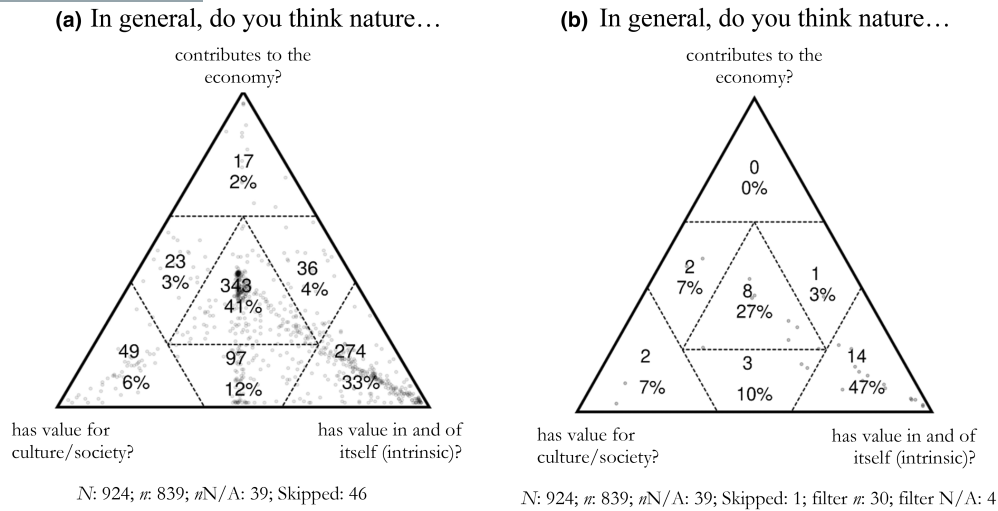 (a) In general, do you think nature…
contributes to the
economy?
17
2%
23
3%
36
4%
343
41%
49
6%
97
12%
274
33%
has value for
culture/society?
has value in and of
itself (intrinsic)?
N: 924; n: 839; nN/A: 39; Skipped: 46
(b) In general, do you think nature…
contributes to the
economy?
0
0%
2
7%
1
3%
8
27%
2
7%
3
10%
14
47%
has value for
culture/society?
has value in and of
itself (intrinsic)?
N: 924; n: 839; nN/A: 39; Skipped: 1; filter n: 30; filter N/A: 4